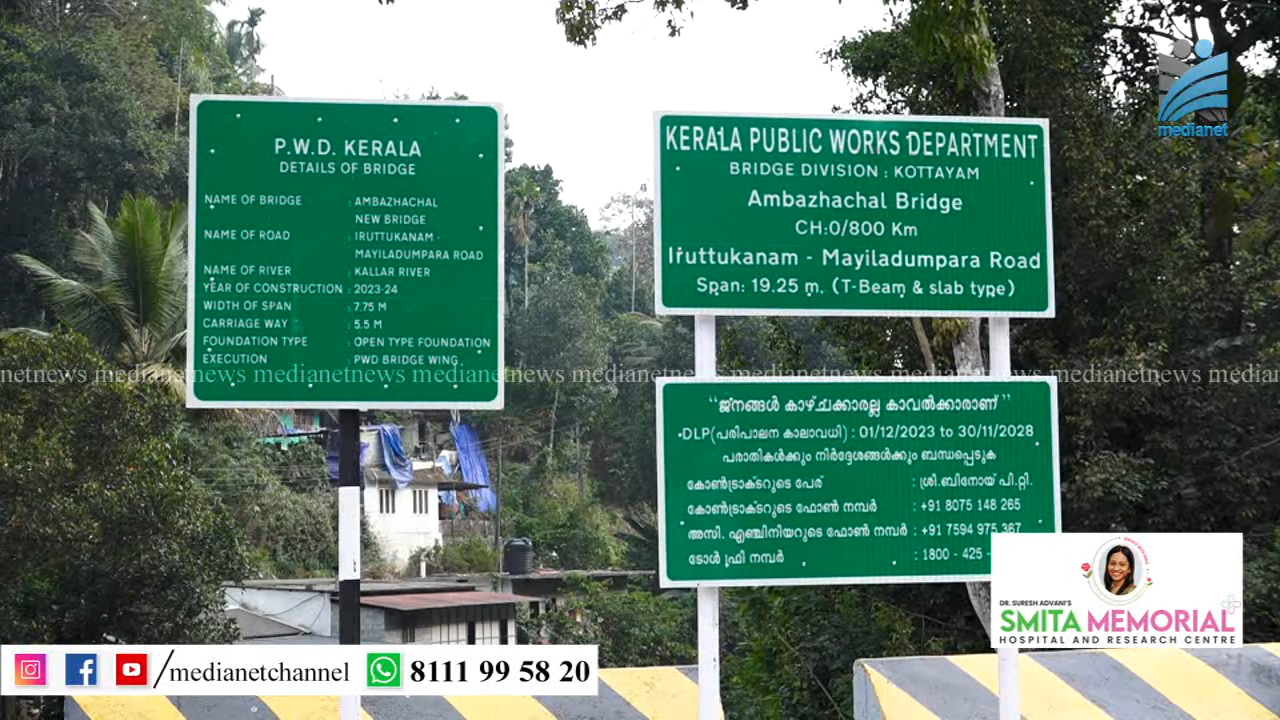 P.W.D. KERALA
DETAILS OF BRIDGE
NAME OF BRIDGE : AMBAZHACHAL
NEW BRIDGE
NAME OF ROAD : IRUTTUKANAM -
MAYILADUMPARA ROAD
NAME OF RIVER : KALLAR RIVER
YEAR OF CONSTRUCTION : 2023-24
WIDTH OF SPAN : 7.75 M
CARRIAGE WAY : 5.5 M
FOUNDATION TYPE : OPEN TYPE FOUNDATION
EXECUTION : PWD BRIDGE WING
KERALA PUBLIC WORKS DEPARTMENT
BRIDGE DIVISION : KOTTAYAM
Ambazhachal Bridge
CH:0/800 Km
Iruttukanam - Mayiladumpara Road
Span: 19.25 m, (T-Beam & slab type)
"ജനങ്ങൾ കാഴ്ചക്കാരല്ല കാവൽക്കാരാണ്"
DLP(പരിപാലന കാലാവധി) : 01/12/2023 to 30/11/2028
പരാതികൾക്കും നിർദ്ദേശങ്ങൾക്കും ബന്ധപ്പെടുക
കോൺട്രാക്ടറുടെ പേര് : ശ്രി.ബിനോയ് പി.റ്റി.
കോൺട്രാക്ടറുടെ ഫോൺ നമ്പർ : +91 8075 148 265
അസി. എഞ്ചിനിയറുടെ ഫോൺ നമ്പർ : +91 7594 975 367
ടോൾ ഫ്രി നമ്പർ : 1800 - 425 -
medianet
netnews medianetnews medianetnews medianetnews medianetnews medianetnews medianetnews medianetnews medianet
DR. SURESH ADVANI'S
SMITA MEMORIAL
HOSPITAL AND RESEARCH CENTRE
/medianetchannel 8111 99 58 20